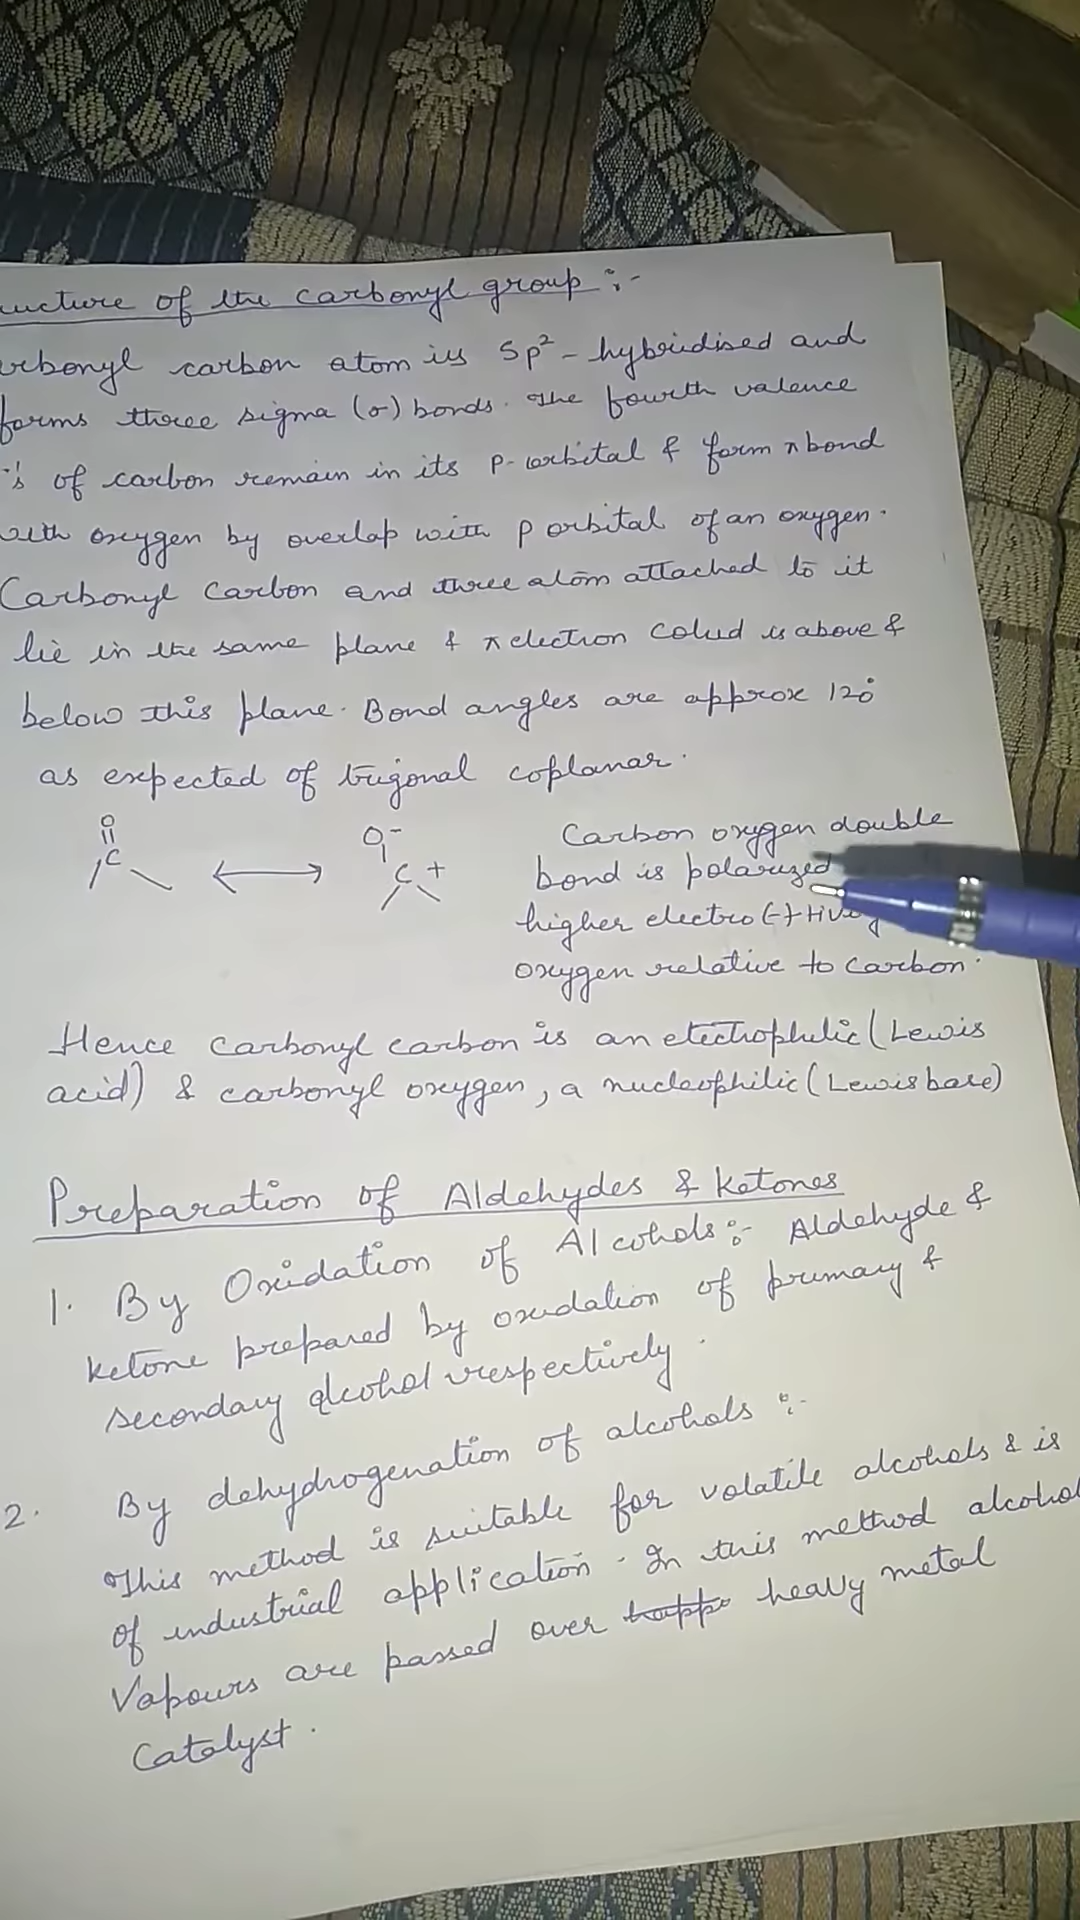 ucture of the carbonyl group :-
rbonyl carbon atom is Sp² - hybridised and
forms three sigma (σ) bonds. The fourth valence
of carbon remain in its P-orbital & form π bond
with oxygen by overlap with P orbital of an oxygen.
Carbonyl Carbon and three atom attached to it
lie in the same plane & π electron colud is above &
below this plane. Bond angles are approx 120°
as expected of trigonal coplanar.
O
||
C
O⁻
C +
Carbon oxygen double
bond is polarized
higher electro (-)tive
oxygen relative to carbon.
Hence carbonyl carbon is an electrophilic (Lewis
acid) & carbonyl oxygen, a nucleophilic (Lewis base)
Preparation of Aldehydes & Ketones
1. By Oxidation of Alcohols :- Aldehyde &
ketone prepared by oxidation of primary &
secondary alcohol respectively.
2. By dehydrogenation of alcohols :-
This method is suitable for volatile alcohols & is
of industrial application. In this method alcohol
Vapours are passed over heavy metal
Catalyst.